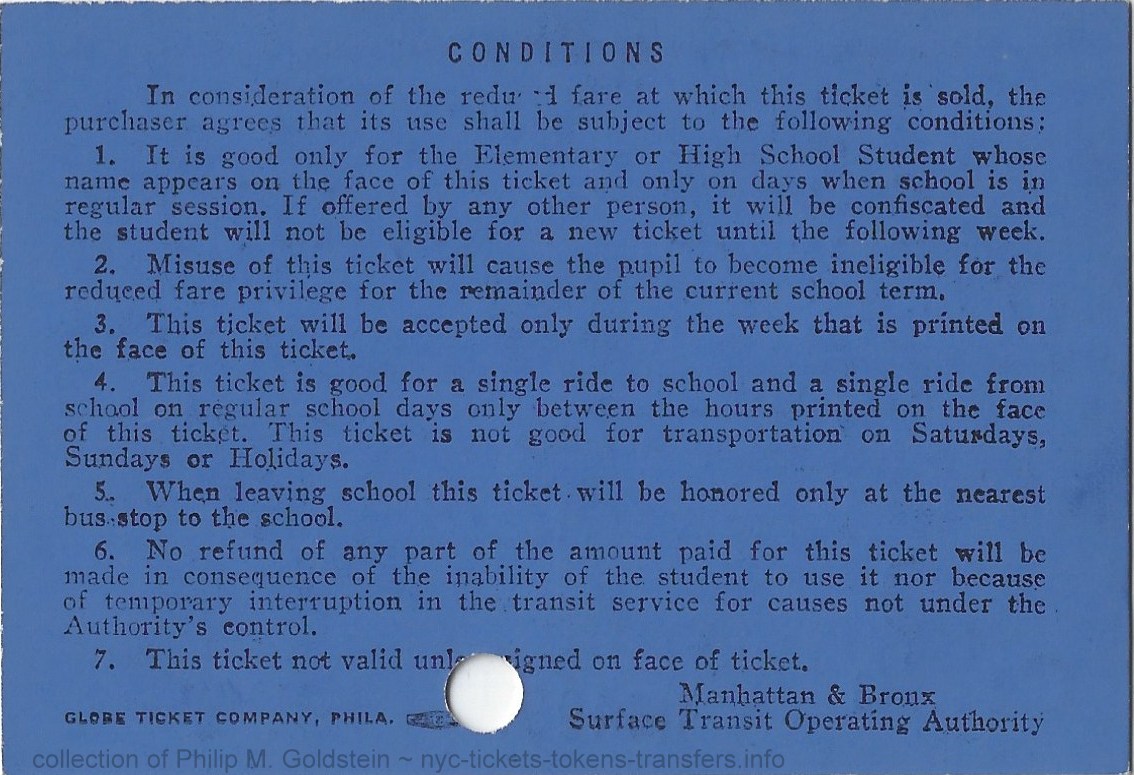 CONDITIONS
In consideration of the redu d fare at which this ticket is sold, the
purchaser agrees that its use shall be subject to the following conditions:
1. It is good only for the Elementary or High School Student whose
name appears on the face of this ticket and only on days when school is in
regular session. If offered by any other person, it will be confiscated and
the student will not be eligible for a new ticket until the following week.
2. Misuse of this ticket will cause the pupil to become ineligible for the
reduced fare privilege for the remainder of the current school term.
3. This ticket will be accepted only during the week that is printed on
the face of this ticket.
4. This ticket is good for a single ride to school and a single ride from
school on regular school days only between the hours printed on the face
of this ticket. This ticket is not good for transportation on Saturdays,
Sundays or Holidays.
5. When leaving school this ticket will be honored only at the nearest
bus stop to the school.
6. No refund of any part of the amount paid for this ticket will be
made in consequence of the inability of the student to use it nor because
of temporary interruption in the transit service for causes not under the
Authority's control.
7. This ticket not valid unl igned on face of ticket.
Manhattan & Bronx
GLOBE TICKET COMPANY, PHILA. Surface Transit Operating Authority
collection of Philip M. Goldstein ~ nyc-tickets-tokens-transfers.info